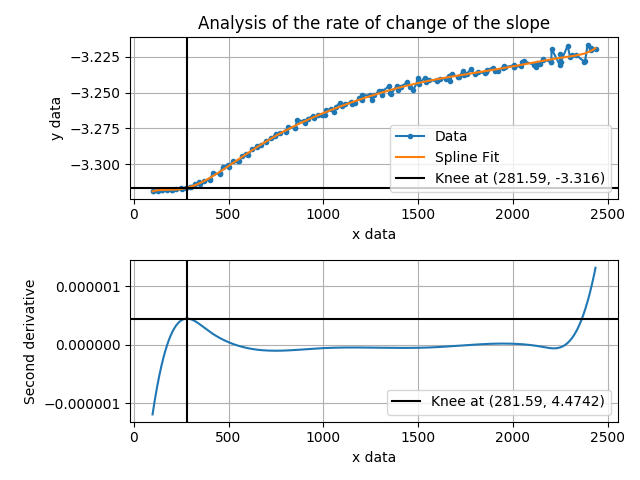 Analysis of the rate of change of the slope
y data
−3.225
−3.250
−3.275
−3.300
Data
Spline Fit
Knee at (281.59, -3.316)
0
500
1000
1500
2000
2500
x data
Second derivative
0.000001
0.000000
−0.000001
Knee at (281.59, 4.4742)
0
500
1000
1500
2000
2500
x data